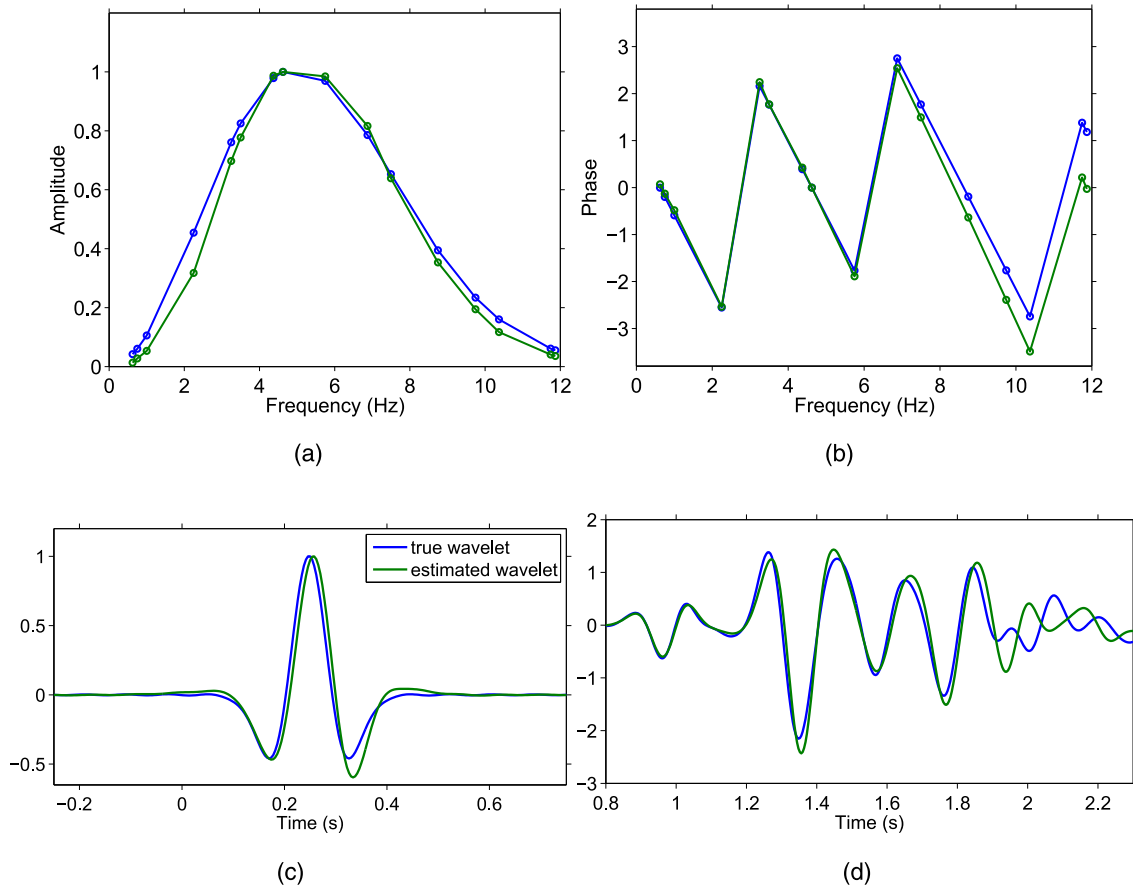 1
0.8
0.6
0.4
0.2
0
Amplitude
0 2 4 6 8 10 12
Frequency (Hz)
(a)
3
2
1
0
−1
−2
−3
Phase
0 2 4 6 8 10 12
Frequency (Hz)
(b)
1
0.5
0
−0.5
true wavelet
estimated wavelet
−0.2 0 0.2 0.4 0.6
Time (s)
(c)
2
1
0
−1
−2
−3
0.8 1 1.2 1.4 1.6 1.8 2 2.2
Time (s)
(d)